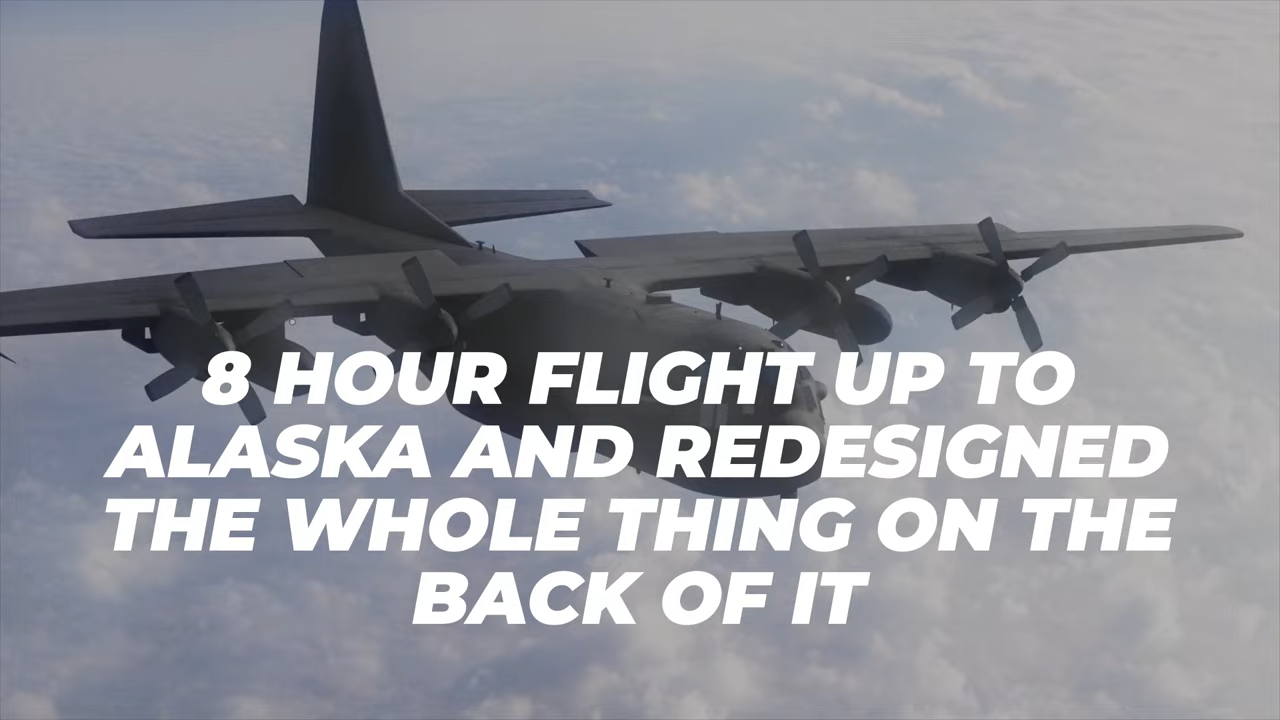 8 HOUR FLIGHT UP TO
ALASKA AND REDESIGNED
THE WHOLE THING ON THE
BACK OF IT